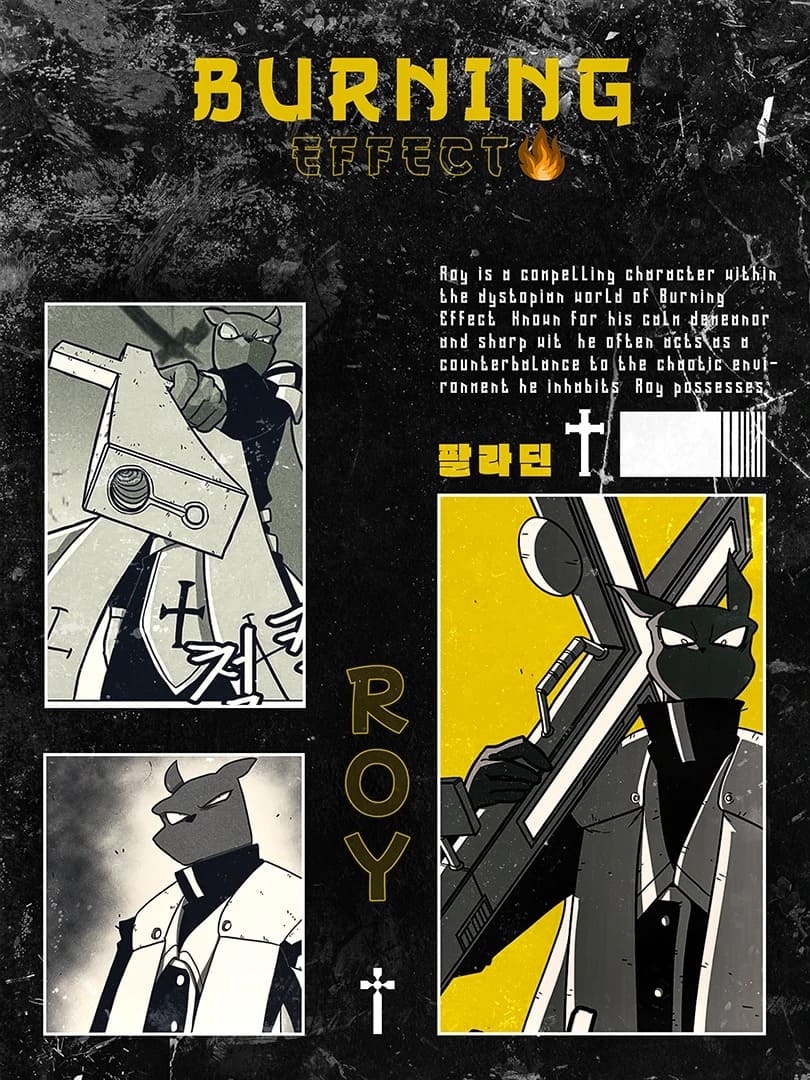 BURNING
EFFECT🔥
Roy is a compelling character within
the dystopian world of Burning
Effect Known for his calm demeanor
and sharp wit he often acts as a
counterbalance to the chaotic envi-
ronment he inhabits Roy possesses
팔라딘
철
ROY